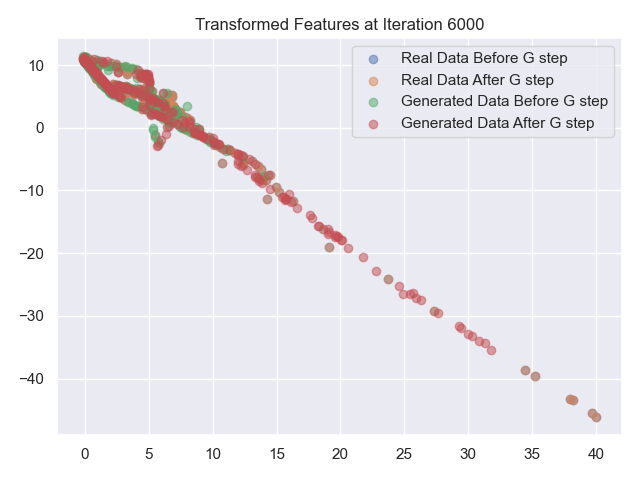 Transformed Features at Iteration 6000
Real Data Before G step
Real Data After G step
Generated Data Before G step
Generated Data After G step
10
0
−10
−20
−30
−40
0 5 10 15 20 25 30 35 40